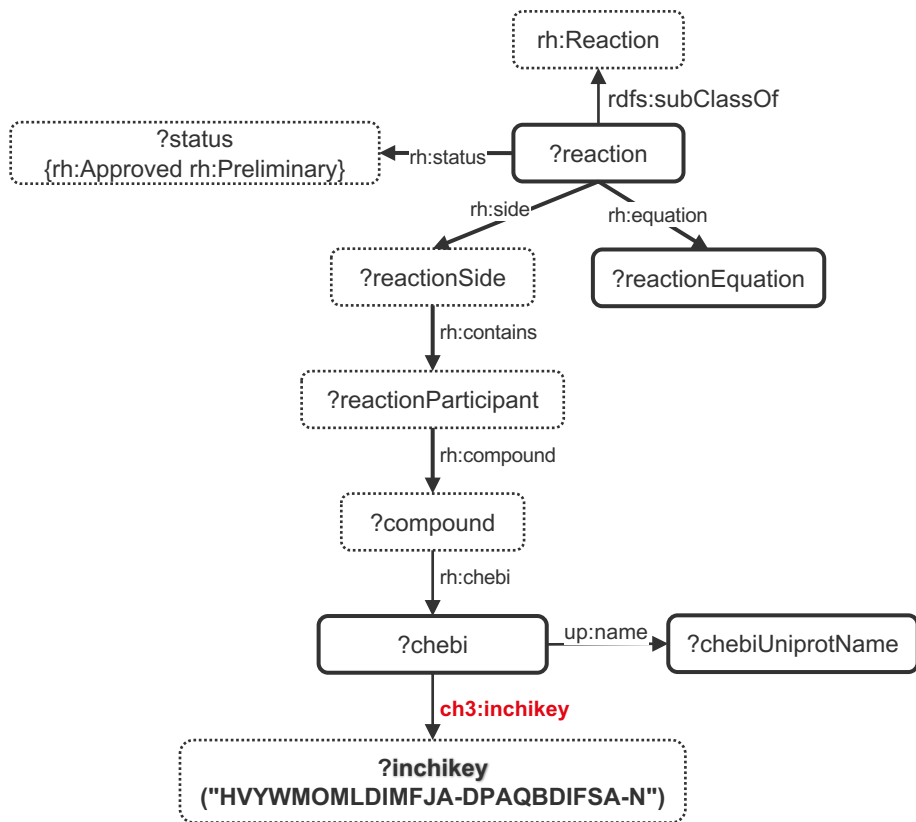 rh:Reaction
rdfs:subClassOf
?status
{rh:Approved rh:Preliminary}
rh:status
?reaction
rh:side
rh:equation
?reactionSide
?reactionEquation
rh:contains
?reactionParticipant
rh:compound
?compound
rh:chebi
?chebi
up:name
?chebiUniprotName
ch3:inchikey
?inchikey
("HVYWMOMLDIMFJA-DPAQBDIFSA-N")